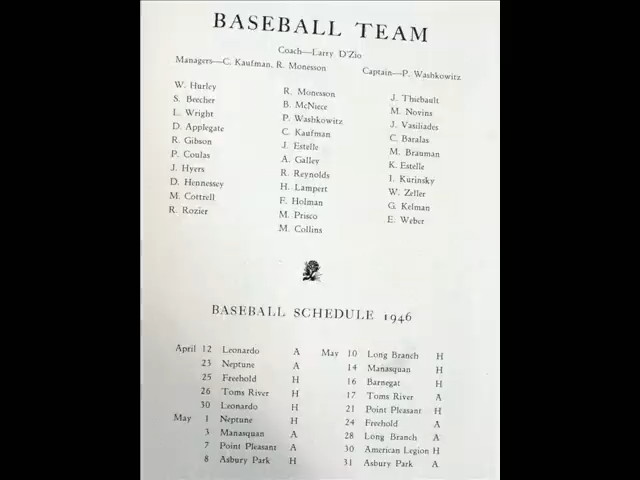 BASEBALL TEAM
Coach—Larry D'Zio
Managers—C. Kaufman, R. Monesson
Captain—P. Washkowitz
W. Hurley
S. Beecher
L. Wright
D. Applegate
R. Gibson
P. Coulas
J. Hyers
D. Hennessey
M. Cottrell
R. Rozier
R. Monesson
B. McNiece
P. Washkowitz
C. Kaufman
J. Estelle
A. Galley
R. Reynolds
H. Lampert
F. Holman
M. Prisco
M. Collins
J. Thiebault
M. Novins
J. Vasiliades
C. Baralas
M. Brauman
K. Estelle
I. Kurinsky
W. Zeller
G. Kelman
E. Weber
BASEBALL SCHEDULE 1946
April 12 Leonardo A
23 Neptune A
25 Freehold H
26 Toms River H
30 Leonardo H
May 1 Neptune H
3 Manasquan A
7 Point Pleasant A
8 Asbury Park H
May 10 Long Branch H
14 Manasquan H
16 Barnegat H
17 Toms River A
21 Point Pleasant H
24 Freehold A
28 Long Branch A
30 American Legion H
31 Asbury Park A